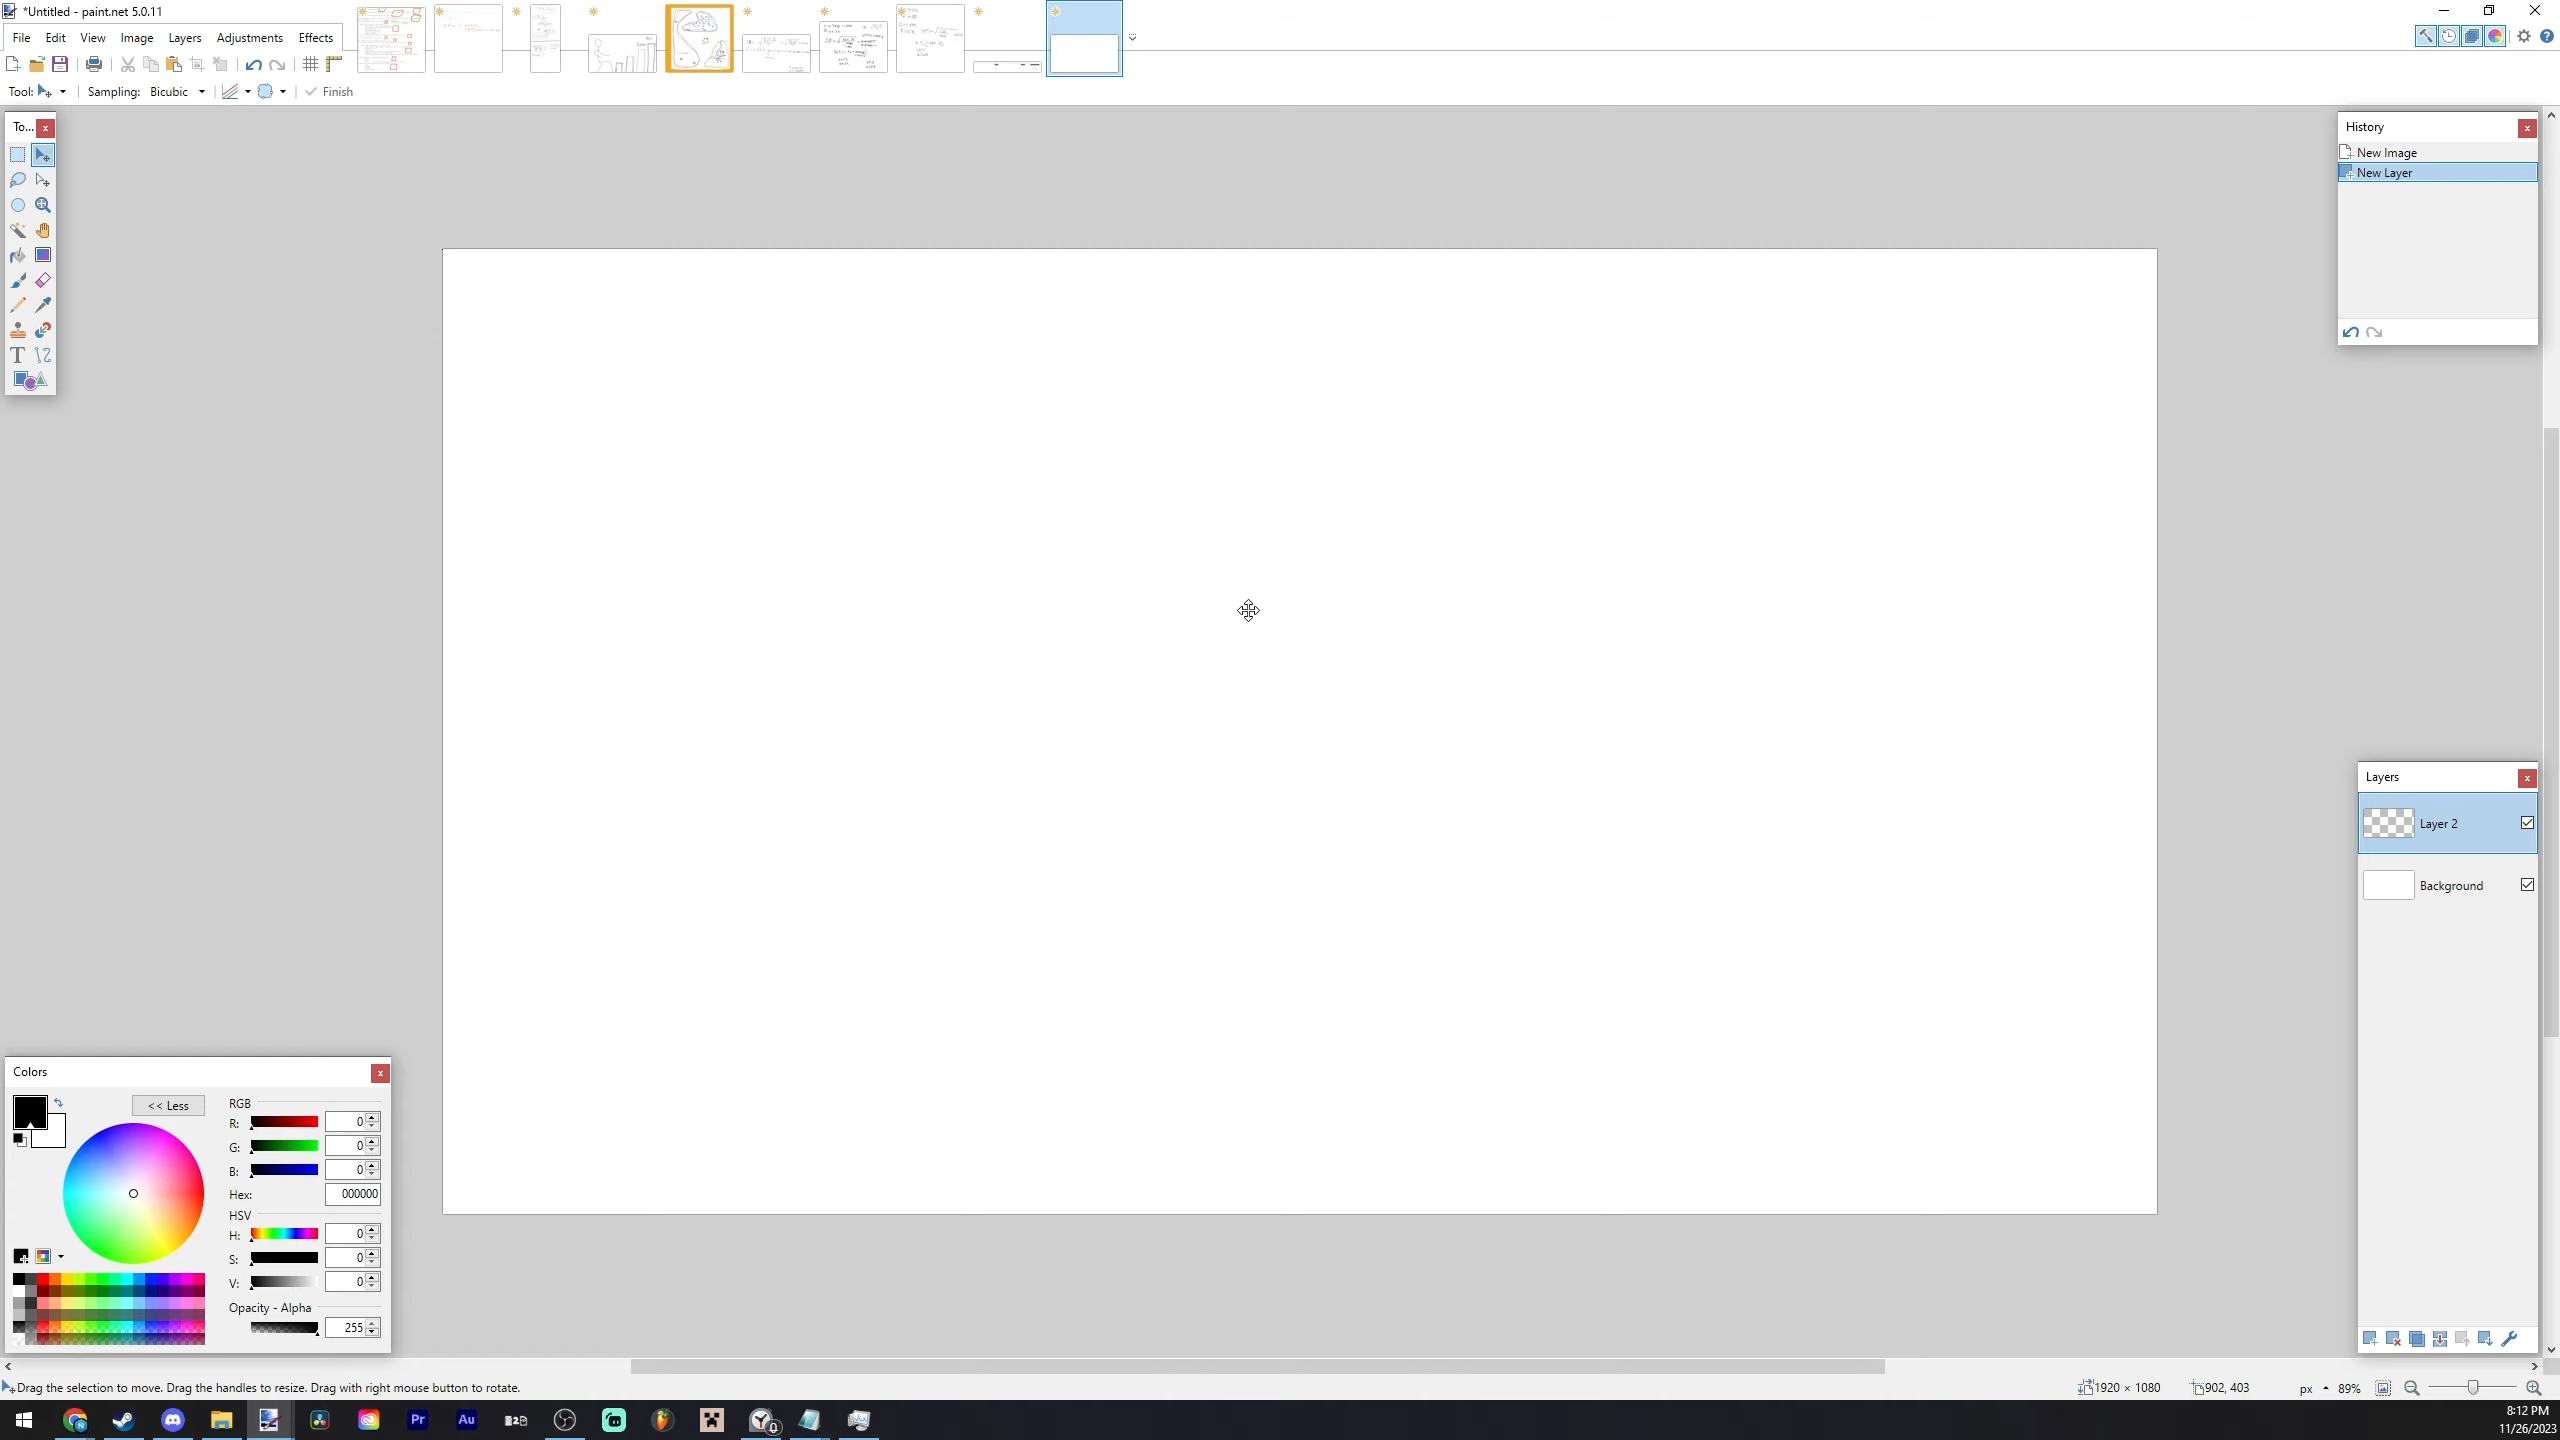 *Untitled - paint.net 5.0.11
File Edit View Image Layers Adjustments Effects
Tool: Sampling: Bicubic Finish
To...
History
New Image
New Layer
Layers
Layer 2
Background
Colors
<< Less
RGB
R: 0
G: 0
B: 0
Hex: 000000
HSV
H: 0
S: 0
V: 0
Opacity - Alpha
255
Drag the selection to move. Drag the handles to resize. Drag with right mouse button to rotate.
1920 × 1080 902, 403 px 89%
Pr Au
8:12 PM
11/26/2023